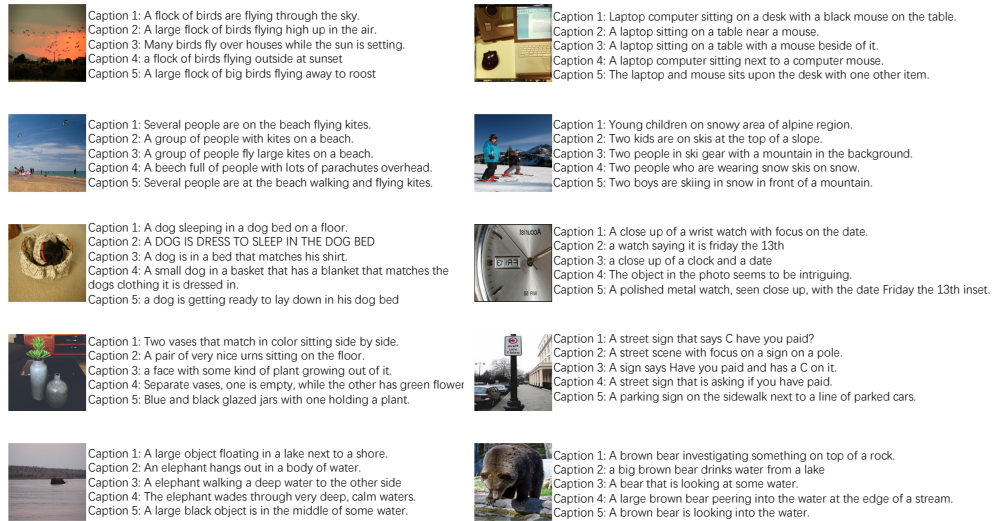 Caption 1: A flock of birds are flying through the sky.
Caption 2: A large flock of birds flying high up in the air.
Caption 3: Many birds fly over houses while the sun is setting.
Caption 4: a flock of birds flying outside at sunset
Caption 5: A large flock of big birds flying away to roost
Caption 1: Laptop computer sitting on a desk with a black mouse on the table.
Caption 2: A laptop sitting on a table near a mouse.
Caption 3: A laptop sitting on a table with a mouse beside of it.
Caption 4: A laptop computer sitting next to a computer mouse.
Caption 5: The laptop and mouse sits upon the desk with one other item.
Caption 1: Several people are on the beach flying kites.
Caption 2: A group of people with kites on a beach.
Caption 3: A group of people fly large kites on a beach.
Caption 4: A beech full of people with lots of parachutes overhead.
Caption 5: Several people are at the beach walking and flying kites.
Caption 1: Young children on snowy area of alpine region.
Caption 2: Two kids are on skis at the top of a slope.
Caption 3: Two people in ski gear with a mountain in the background.
Caption 4: Two people who are wearing snow skis on snow.
Caption 5: Two boys are skiing in snow in front of a mountain.
Caption 1: A dog sleeping in a dog bed on a floor.
Caption 2: A DOG IS DRESS TO SLEEP IN THE DOG BED
Caption 3: A dog is in a bed that matches his shirt.
Caption 4: A small dog in a basket that has a blanket that matches the
dogs clothing it is dressed in.
Caption 5: a dog is getting ready to lay down in his dog bed
Caption 1: A close up of a wrist watch with focus on the date.
Caption 2: a watch saying it is friday the 13th
Caption 3: a close up of a clock and a date
Caption 4: The object in the photo seems to be intriguing.
Caption 5: A polished metal watch, seen close up, with the date Friday the 13th inset.
Caption 1: Two vases that match in color sitting side by side.
Caption 2: A pair of very nice urns sitting on the floor.
Caption 3: a face with some kind of plant growing out of it.
Caption 4: Separate vases, one is empty, while the other has green flower
Caption 5: Blue and black glazed jars with one holding a plant.
Caption 1: A street sign that says C have you paid?
Caption 2: A street scene with focus on a sign on a pole.
Caption 3: A sign says Have you paid and has a C on it.
Caption 4: A street sign that is asking if you have paid.
Caption 5: A parking sign on the sidewalk next to a line of parked cars.
Caption 1: A large object floating in a lake next to a shore.
Caption 2: An elephant hangs out in a body of water.
Caption 3: A elephant walking a deep water to the other side
Caption 4: The elephant wades through very deep, calm waters.
Caption 5: A large black object is in the middle of some water.
Caption 1: A brown bear investigating something on top of a rock.
Caption 2: a big brown bear drinks water from a lake
Caption 3: A bear that is looking at some water.
Caption 4: A large brown bear peering into the water at the edge of a stream.
Caption 5: A brown bear is looking into the water.